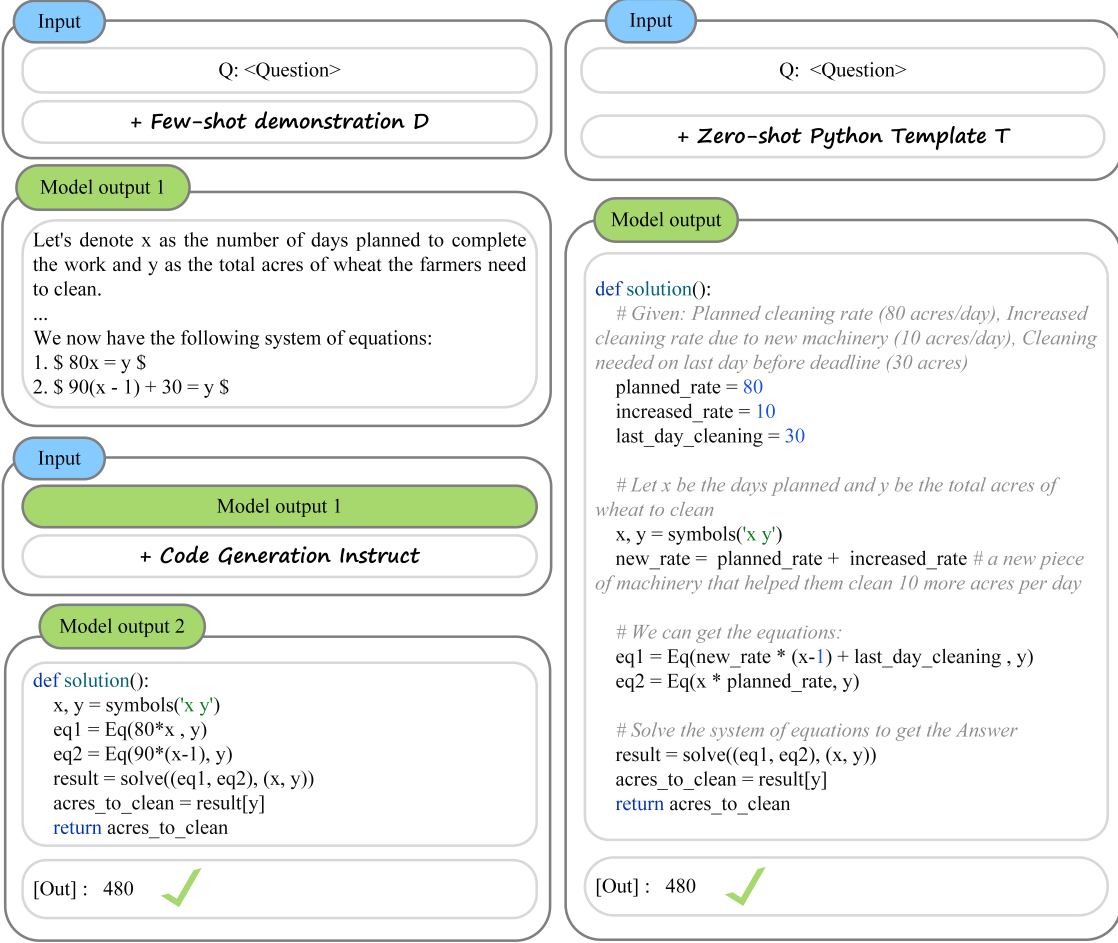 Input
Q: <Question>
+ Few-shot demonstration D
Model output 1
Let's denote x as the number of days planned to complete
the work and y as the total acres of wheat the farmers need
to clean.
...
We now have the following system of equations:
1. $ 80x = y $
2. $ 90(x - 1) + 30 = y $
Input
Model output 1
+ Code Generation Instruct
Model output 2
def solution():
x, y = symbols('x y')
eq1 = Eq(80*x , y)
eq2 = Eq(90*(x-1), y)
result = solve((eq1, eq2), (x, y))
acres_to_clean = result[y]
return acres_to_clean
[Out] : 480
Input
Q: <Question>
+ Zero-shot Python Template T
Model output
def solution():
# Given: Planned cleaning rate (80 acres/day), Increased
cleaning rate due to new machinery (10 acres/day), Cleaning
needed on last day before deadline (30 acres)
planned_rate = 80
increased_rate = 10
last_day_cleaning = 30
# Let x be the days planned and y be the total acres of
wheat to clean
x, y = symbols('x y')
new_rate = planned_rate + increased_rate # a new piece
of machinery that helped them clean 10 more acres per day
# We can get the equations:
eq1 = Eq(new_rate * (x-1) + last_day_cleaning , y)
eq2 = Eq(x * planned_rate, y)
# Solve the system of equations to get the Answer
result = solve((eq1, eq2), (x, y))
acres_to_clean = result[y]
return acres_to_clean
[Out] : 480